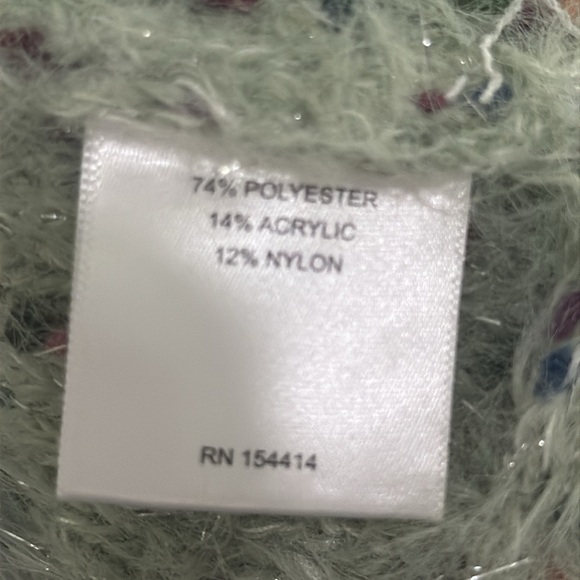 74% POLYESTER
14% ACRYLIC
12% NYLON
RN 154414